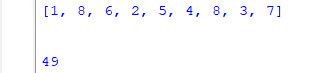 [1, 8, 6, 2, 5, 4, 8, 3, 7]
49